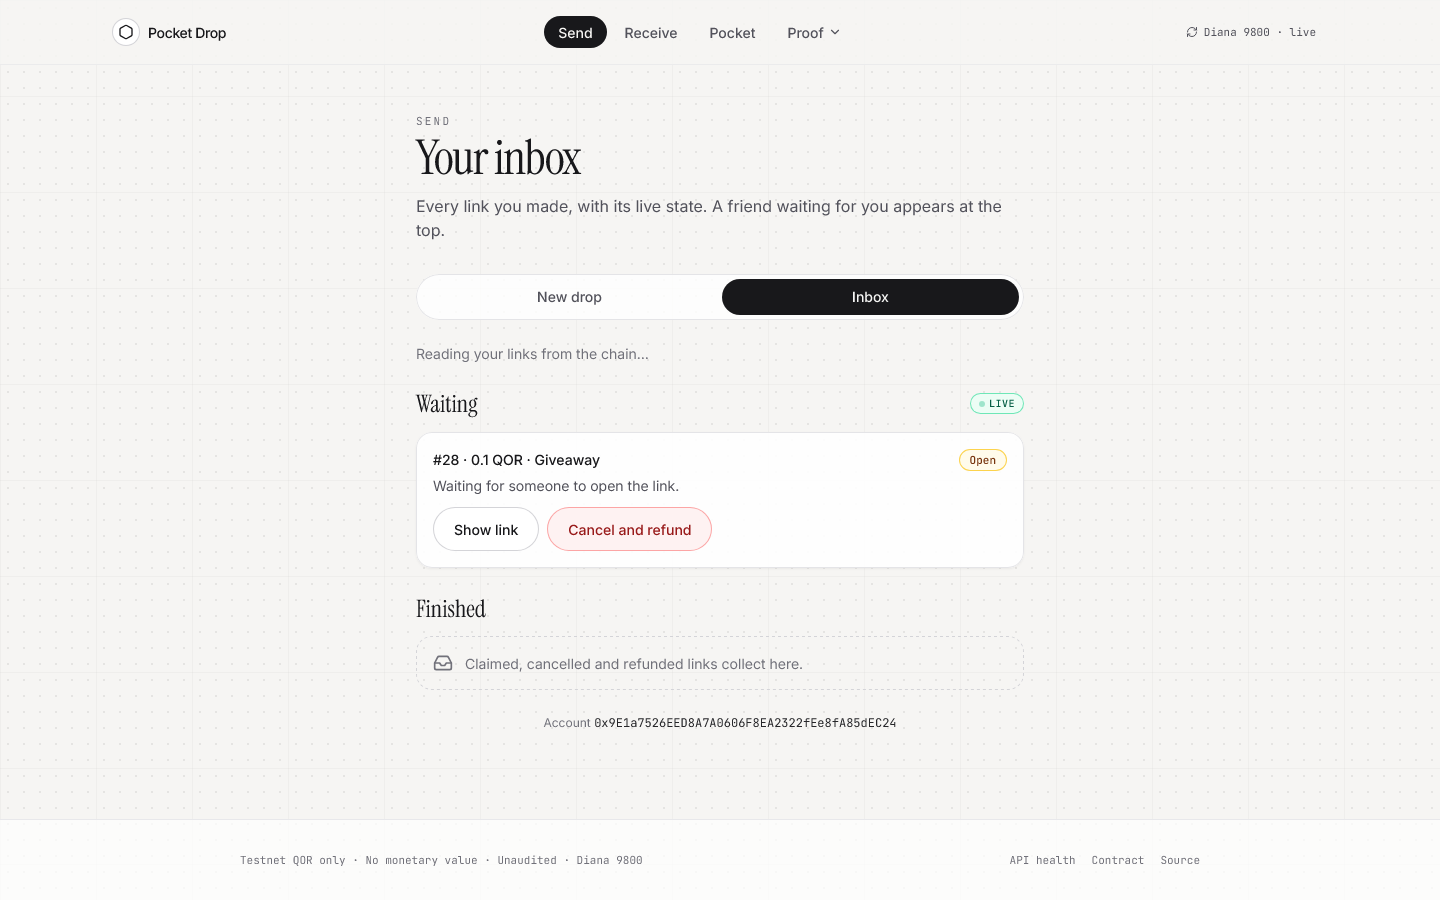 Pocket Drop
Send
Receive
Pocket
Proof
Diana 9800 · live
SEND
Your inbox
Every link you made, with its live state. A friend waiting for you appears at the
top.
New drop
Inbox
Reading your links from the chain...
Waiting
LIVE
#28 · 0.1 QOR · Giveaway
Open
Waiting for someone to open the link.
Show link
Cancel and refund
Finished
Claimed, cancelled and refunded links collect here.
Account 0x9E1a7526EED8A7A0606F8EA2322fEe8fA85dEC24
Testnet QOR only · No monetary value · Unaudited · Diana 9800
API health
Contract
Source